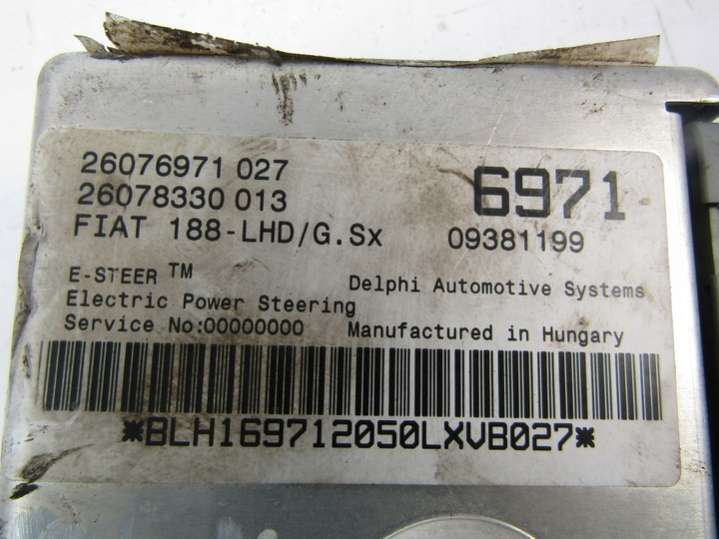 26076971 027
26078330 013
6971
FIAT 188-LHD/G.Sx 09381199
E-STEER TM
Delphi Automotive Systems
Electric Power Steering
Service No:00000000 Manufactured in Hungary
*BLH169712050LXVB027*